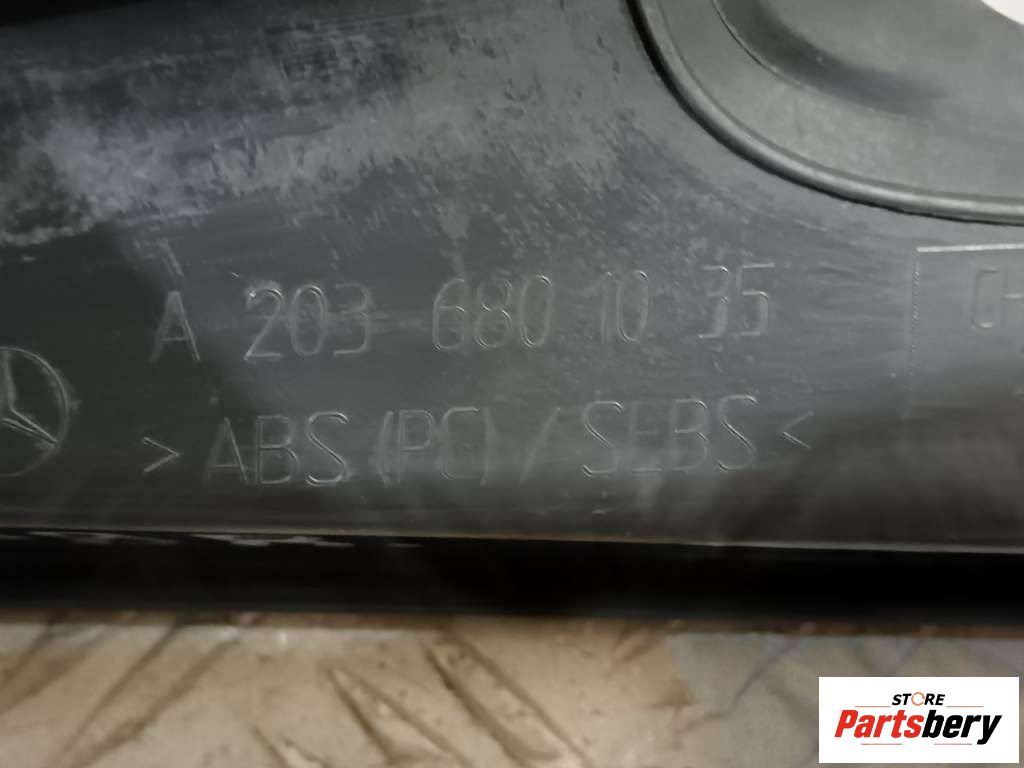 A 203 680 10 35
>ABS (PC) / SEBS<
STORE
Partsbery